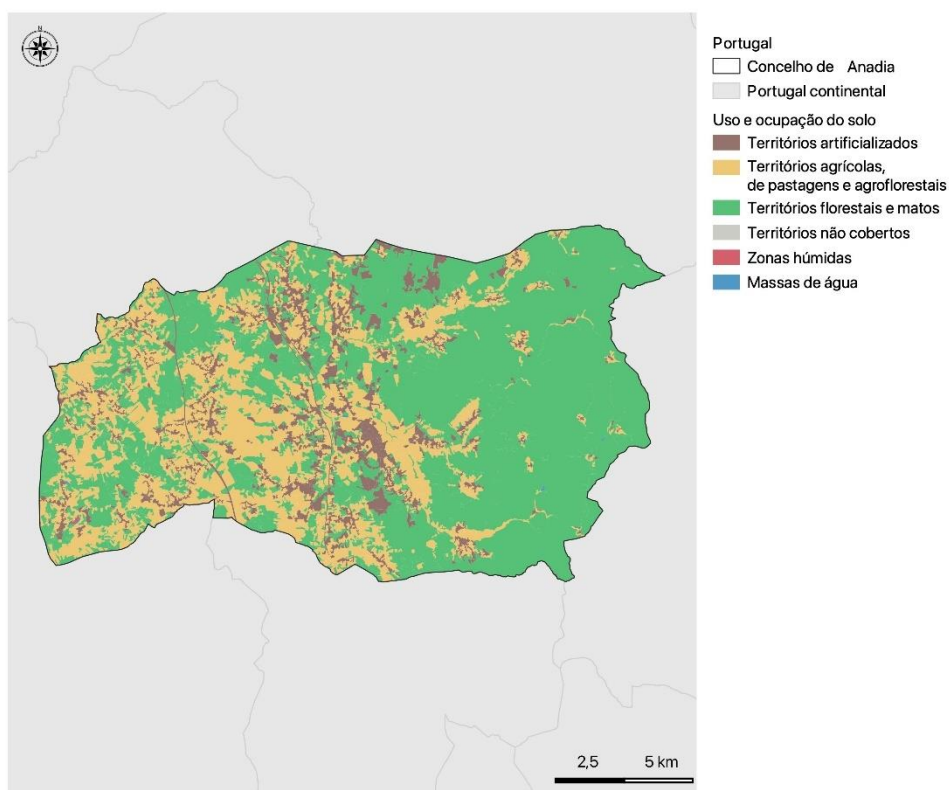 N
Portugal
Concelho de Anadia
Portugal continental
Uso e ocupação do solo
Territórios artificializados
Territórios agrícolas,
de pastagens e agroflorestais
Territórios florestais e matos
Territórios não cobertos
Zonas húmidas
Massas de água
2,5 5 km